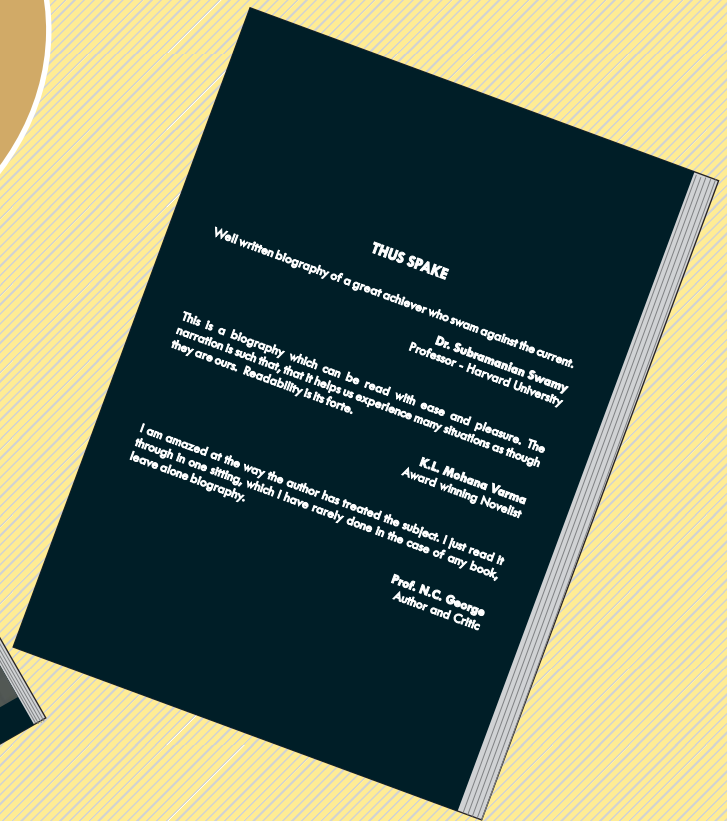 THUS SPAKE
Well written biography of a great achiever who swam against the current.
Dr. Subramanian Swamy
Professor - Harvard University
This is a biography which can be read with ease and pleasure. The
narration is such that, that it helps us experience many situations as though
they are ours. Readability is its forte.
K.L. Mohana Varma
Award winning Novelist
I am amazed at the way the author has treated the subject. I just read it
through in one sitting, which I have rarely done in the case of any book,
leave alone biography.
Prof. N.C. George
Author and Critic